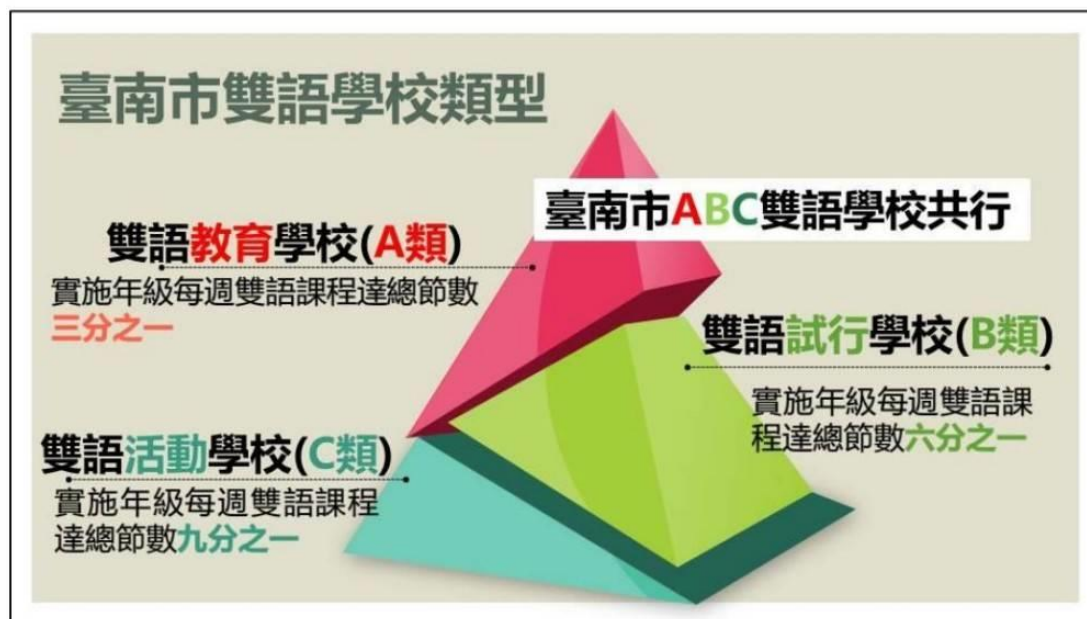 臺南市雙語學校類型
臺南市ABC雙語學校共行
雙語教育學校(A類)
實施年級每週雙語課程達總節數
三分之一
雙語試行學校(B類)
實施年級每週雙語課
程達總節數六分之一
雙語活動學校(C類)
實施年級每週雙語課程
達總節數九分之一